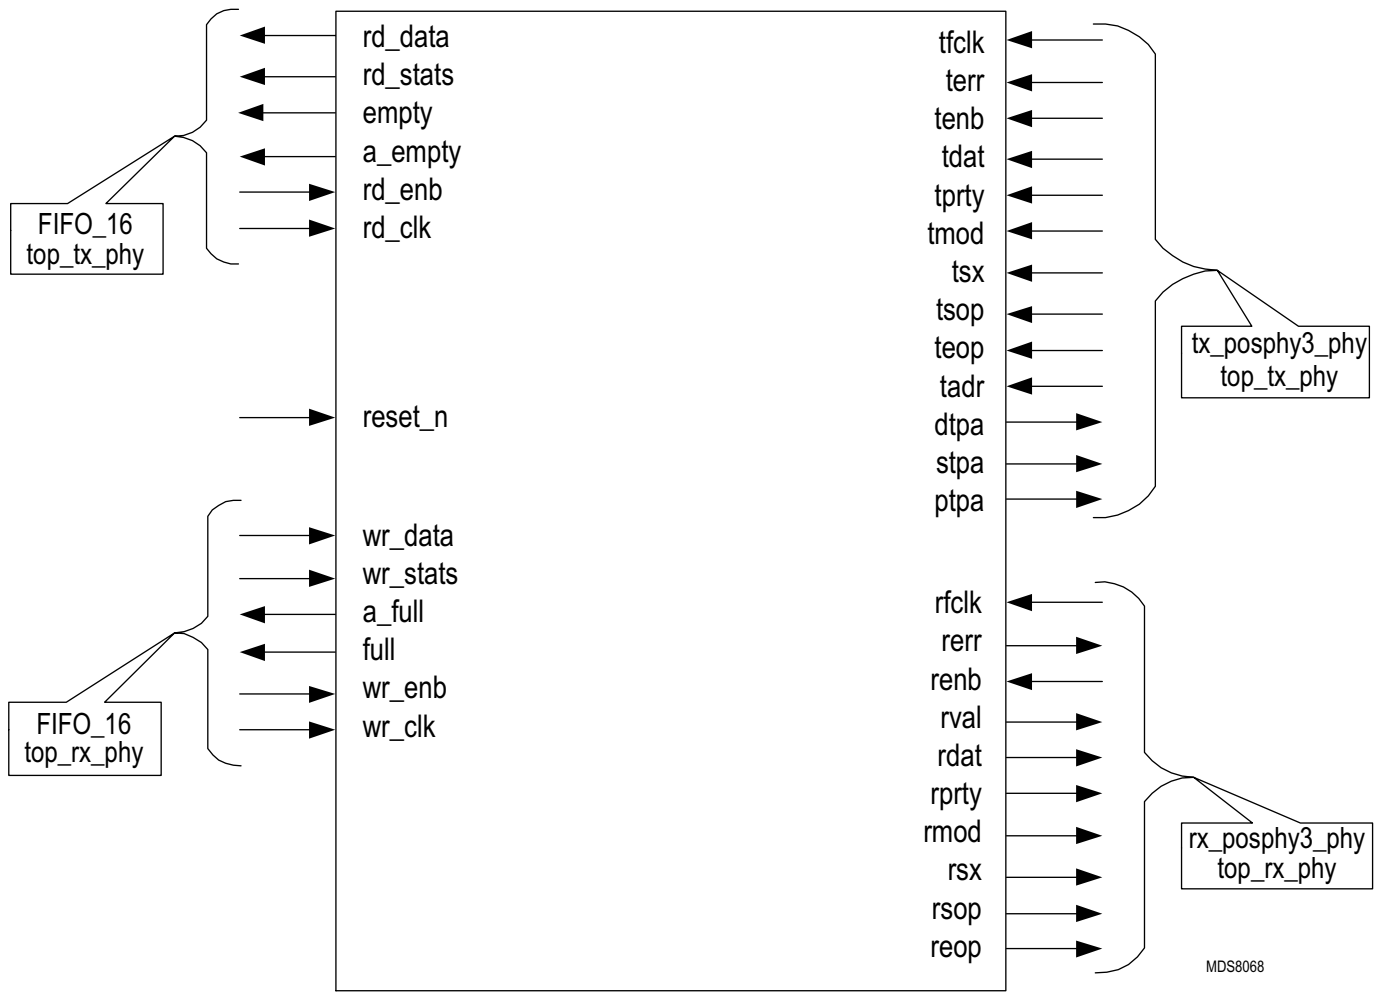 rd_data
rd_stats
empty
a_empty
rd_enb
rd_clk
FIFO_16
top_tx_phy
reset_n
wr_data
wr_stats
a_full
full
wr_enb
wr_clk
FIFO_16
top_rx_phy
tfclk
terr
tenb
tdat
tprty
tmod
tsx
tsop
teop
tadr
dtpa
stpa
ptpa
tx_posphy3_phy
top_tx_phy
rfclk
rerr
renb
rval
rdat
rprty
rmod
rsx
rsop
reop
rx_posphy3_phy
top_rx_phy
MDS8068